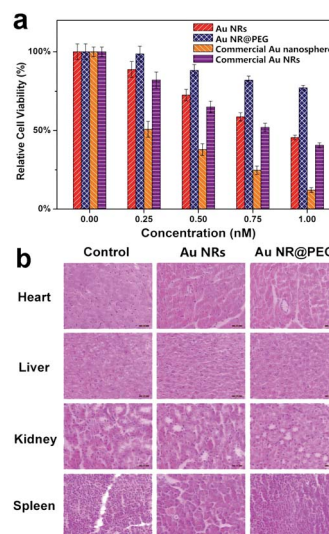 a
Au NRs
Au NR@PEG
Commercial Au nanosphere
Commercial Au NRs
Relative Cell Viability (%)
100%
50%
0%
0.00 0.25 0.50 0.75 1.00
Concentration (nM)
b
Control Au NRs Au NR@PEG
Heart
Liver
Kidney
Spleen